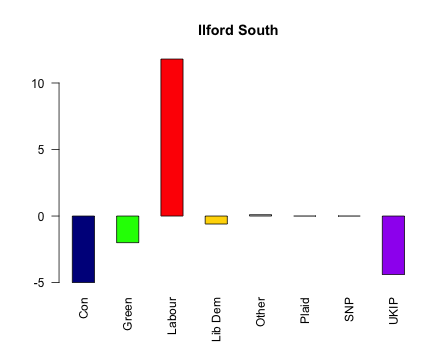 Ilford South
10
5
0
-5
Con
Green
Labour
Lib Dem
Other
Plaid
SNP
UKIP